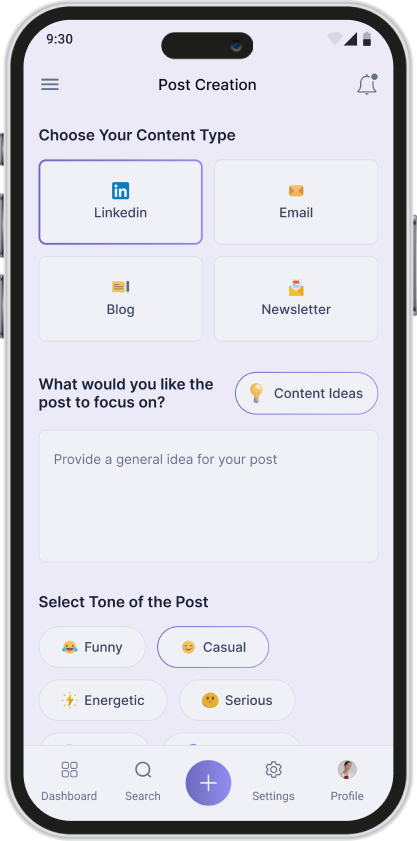 9:30
Post Creation
Choose Your Content Type
in
Linkedin
Email
Blog
Newsletter
What would you like the
post to focus on?
Content Ideas
Provide a general idea for your post
Select Tone of the Post
Funny
Casual
Energetic
Serious
Dashboard
Search
Settings
Profile